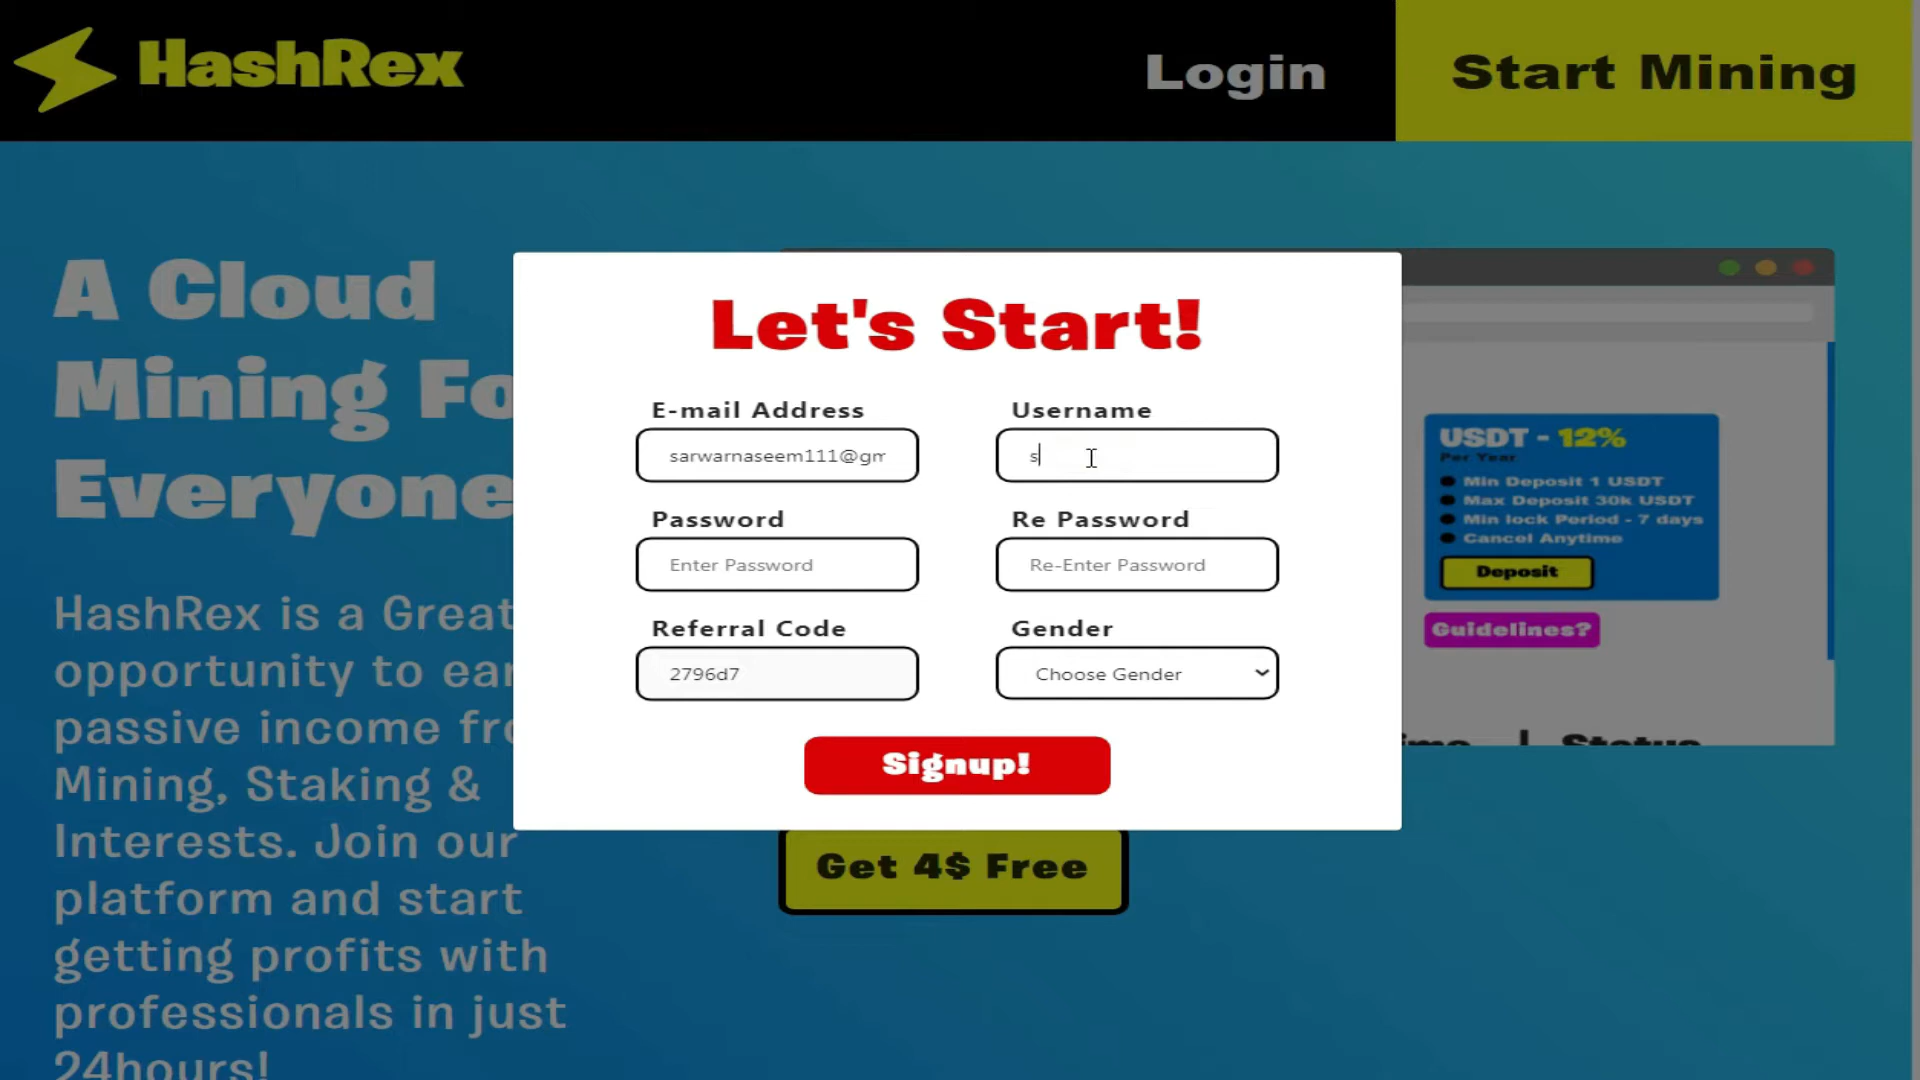 HashRex
Login
Start Mining
A Cloud
Mining Fo
Everyone
HashRex is a Great
opportunity to ear
passive income fro
Mining, Staking &
Interests. Join our
platform and start
getting profits with
professionals in just
24hours!
Let's Start!
E-mail Address
Username
sarwarnaseem111@gm
s
Password
Re Password
Enter Password
Re-Enter Password
Referral Code
Gender
2796d7
Choose Gender
Signup!
USDT - 12%
Per Year
Min Deposit 1 USDT
Max Deposit 30k USDT
Min lock Period - 7 days
Cancel Anytime
Deposit
Guidelines?
Status
Get 4$ Free